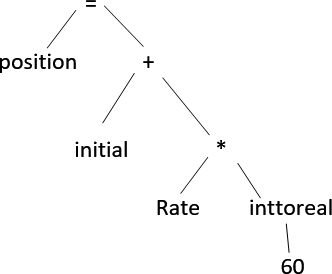 =
position +
initial *
Rate inttoreal
60